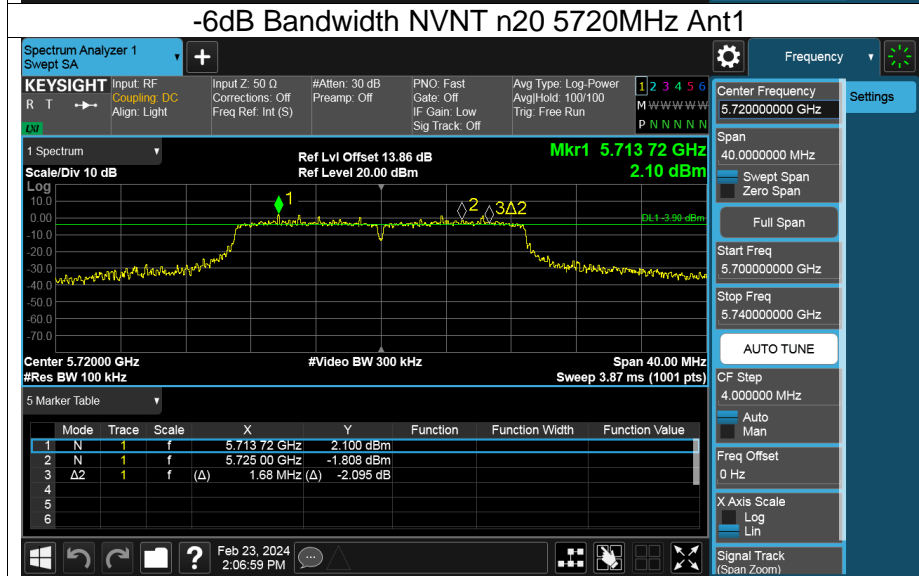 -6dB Bandwidth NVNT n20 5720MHz Ant1
Spectrum Analyzer 1
Swept SA
+
Frequency
KEYSIGHT
R T
LXI
Input: RF
Coupling: DC
Align: Light
Input Z: 50 Ω
Corrections: Off
Freq Ref: Int (S)
#Atten: 30 dB
Preamp: Off
PNO: Fast
Gate: Off
IF Gain: Low
Sig Track: Off
Avg Type: Log-Power
Avg|Hold: 100/100
Trig: Free Run
1 2 3 4 5 6
M W W W W W
P N N N N N
Center Frequency
5.720000000 GHz
Settings
Span
40.0000000 MHz
Swept Span
Zero Span
Full Span
Start Freq
5.700000000 GHz
Stop Freq
5.740000000 GHz
AUTO TUNE
CF Step
4.000000 MHz
Auto
Man
Freq Offset
0 Hz
X Axis Scale
Log
Lin
Signal Track
(Span Zoom)
1 Spectrum
Scale/Div 10 dB
Ref Lvl Offset 13.86 dB
Ref Level 20.00 dBm
Mkr1 5.713 72 GHz
2.10 dBm
Log
10.0
0.00
-10.0
-20.0
-30.0
-40.0
-50.0
-60.0
-70.0
1
2
3Δ2
DL1 -3.90 dBm
Center 5.72000 GHz
#Res BW 100 kHz
#Video BW 300 kHz
Span 40.00 MHz
Sweep 3.87 ms (1001 pts)
5 Marker Table
Mode Trace Scale X Y Function Function Width Function Value
1 N 1 f 5.713 72 GHz 2.100 dBm
2 N 1 f 5.725 00 GHz -1.808 dBm
3 Δ2 1 f (Δ) 1.68 MHz (Δ) -2.095 dB
4
5
6
?
Feb 23, 2024
2:06:59 PM